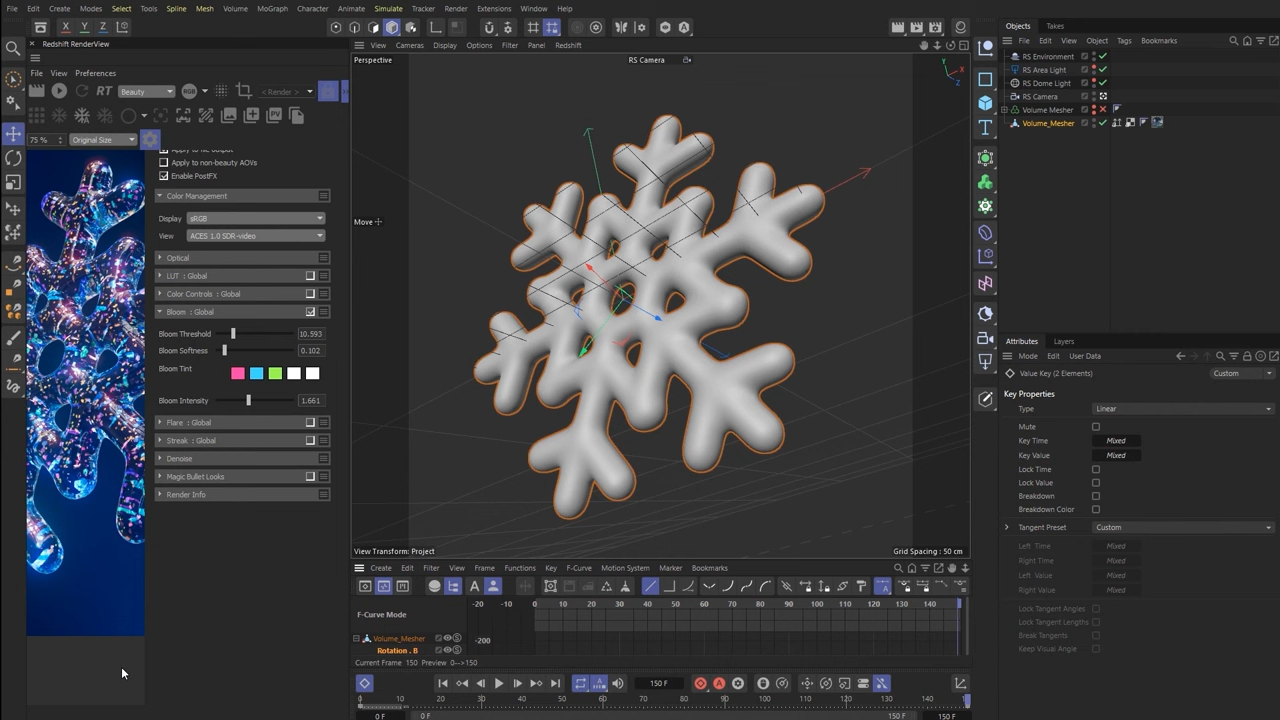 File Edit Create Modes Select Tools Spline Mesh Volume MoGraph Character Animate Simulate Tracker Render Extensions Window Help
X Y Z
Redshift RenderView
File View Preferences
RT Beauty RGB < Render >
75 % Original Size
Apply to non-beauty AOVs
Enable PostFX
Color Management
Display sRGB
View ACES 1.0 SDR-video
Optical
LUT : Global
Color Controls : Global
Bloom : Global
Bloom Threshold 10.593
Bloom Softness 0.102
Bloom Tint
Bloom Intensity 1.661
Flare : Global
Streak : Global
Denoise
Magic Bullet Looks
Render Info
View Cameras Display Options Filter Panel Redshift
Perspective RS Camera
Y X Z
Move
View Transform: Project Grid Spacing : 50 cm
Create Edit Filter View Frame Functions Key F-Curve Motion System Marker Bookmarks
-20 -10 0 10 20 30 40 50 60 70 80 90 100 110 120 130 140
F-Curve Mode
Volume_Mesher -200
Rotation . B
Current Frame 150 Preview 0-->150
150 F
0 10 20 30 40 50 60 70 80 90 100 110 120 130 140
0 F 0 F 150 F 150 F
Objects Takes
File Edit View Object Tags Bookmarks
RS Environment
RS Area Light
RS Dome Light
RS Camera
Volume Mesher
Volume_Mesher
Attributes Layers
Mode Edit User Data
Value Key (2 Elements) Custom
Key Properties
Type Linear
Mute
Key Time Mixed
Key Value Mixed
Lock Time
Lock Value
Breakdown
Breakdown Color
Tangent Preset Custom
Left Time Mixed
Right Time Mixed
Left Value Mixed
Right Value Mixed
Lock Tangent Angles
Lock Tangent Lengths
Break Tangents
Keep Visual Angle